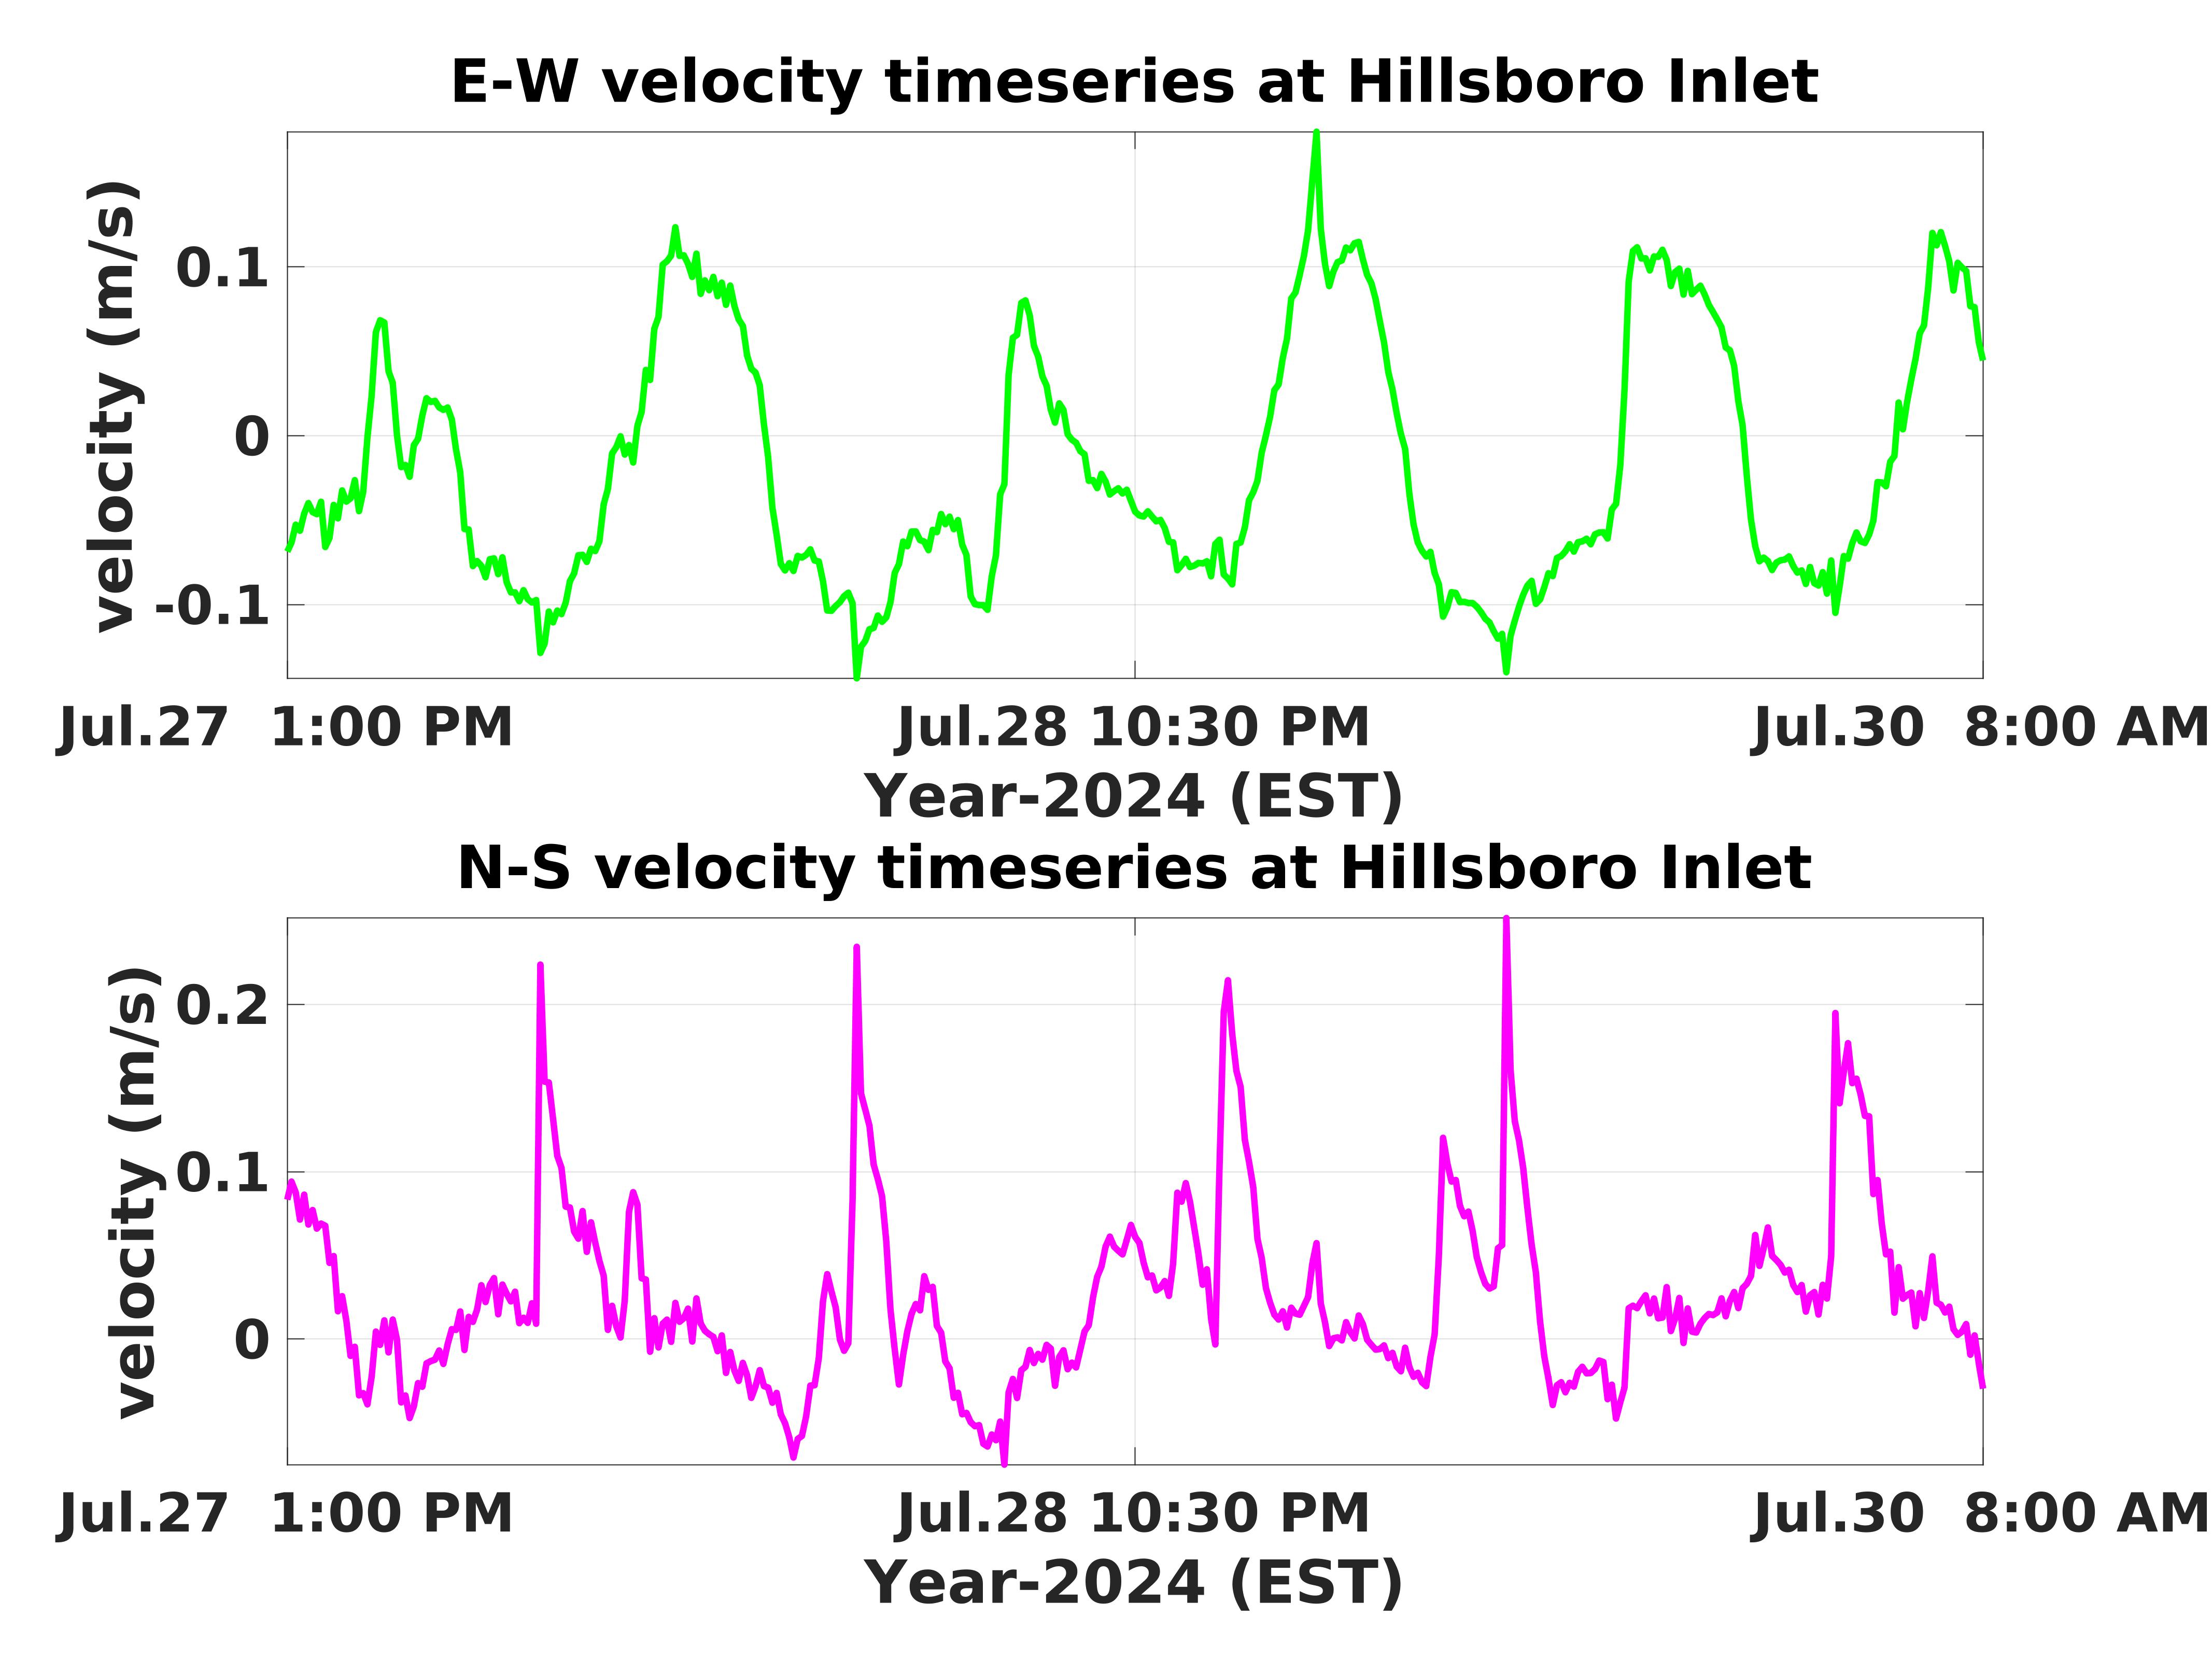 E-W velocity timeseries at Hillsboro Inlet
velocity (m/s)
0.1
0
-0.1
Jul.27  1:00 PM Jul.28 10:30 PM Jul.30  8:00 AM
Year-2024 (EST)
N-S velocity timeseries at Hillsboro Inlet
velocity (m/s)
0.2
0.1
0
Jul.27  1:00 PM Jul.28 10:30 PM Jul.30  8:00 AM
Year-2024 (EST)